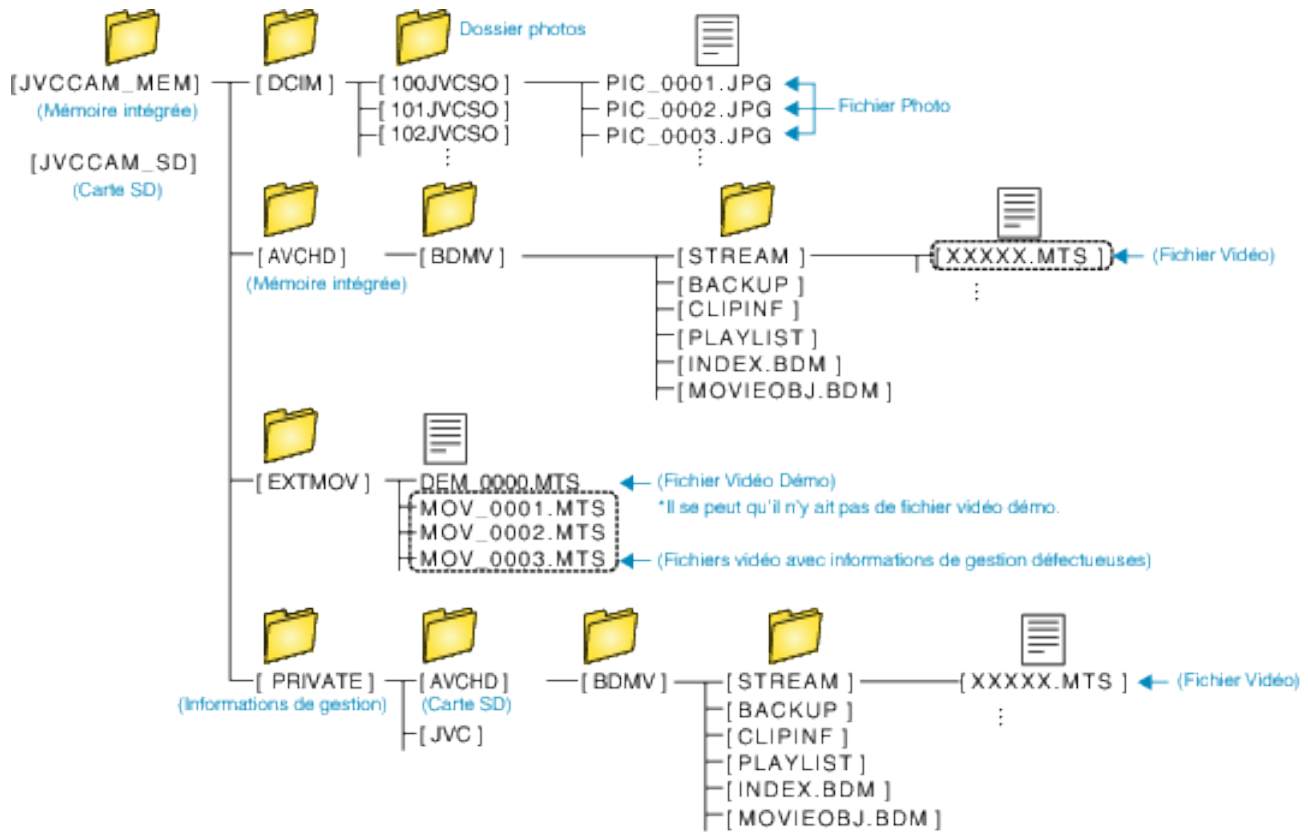 Dossier photos
[JVCCAM_MEM] [DCIM] [100JVCSO] PIC_0001.JPG
(Mémoire intégrée) [101JVCSO] PIC_0002.JPG Fichier Photo
[102JVCSO] PIC_0003.JPG
[JVCCAM_SD]
(Carte SD)
[AVCHD] [BDMV] [STREAM] [XXXXX.MTS] (Fichier Vidéo)
(Mémoire intégrée) [BACKUP]
[CLIPINF]
[PLAYLIST]
[INDEX.BDM]
[MOVIEOBJ.BDM]
[EXTMOV] DEM_0000.MTS (Fichier Vidéo Démo)
MOV_0001.MTS *Il se peut qu'il n'y ait pas de fichier vidéo démo.
MOV_0002.MTS
MOV_0003.MTS (Fichiers vidéo avec informations de gestion défectueuses)
[PRIVATE] [AVCHD] [BDMV] [STREAM] [XXXXX.MTS] (Fichier Vidéo)
(Informations de gestion) (Carte SD) [BACKUP]
[JVC] [CLIPINF]
[PLAYLIST]
[INDEX.BDM]
[MOVIEOBJ.BDM]